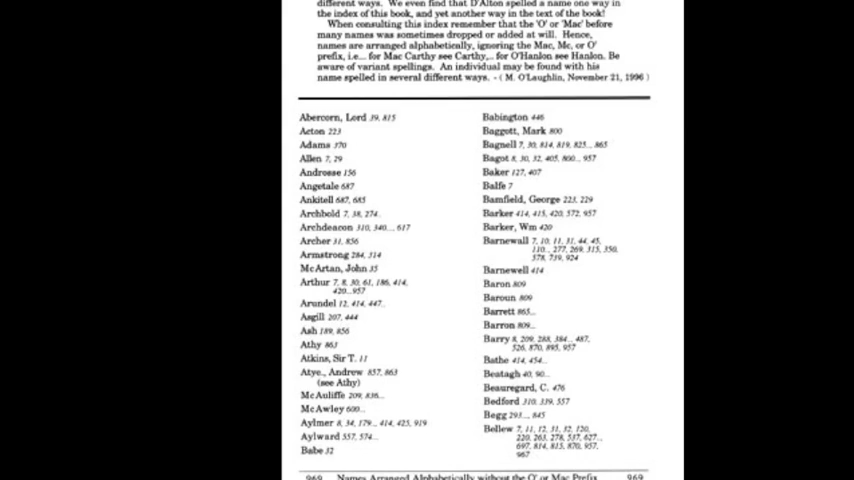 different ways. We even find that D'Alton spelled a name one way in
the index of this book, and yet another way in the text of the book!
When consulting this index remember that the 'O' or 'Mac' before
many names was sometimes dropped or added at will. Hence,
names are arranged alphabetically, ignoring the Mac, Mc, or O'
prefix, i.e... for Mac Carthy see Carthy,.. for O'Hanlon see Hanlon. Be
aware of variant spellings. An individual may be found with his
name spelled in several different ways. - ( M. O'Laughlin, November 21, 1996 )
Abercorn, Lord 39, 815
Acton 223
Adams 370
Allen 7, 29
Androsse 156
Angetale 687
Ankitell 687, 685
Archbold 7, 38, 274.
Archdeacon 310, 340.... 617
Archer 31, 856
Armstrong 284, 314
McArtan, John 35
Arthur 7, 8, 30, 61, 186, 414,
420...957
Arundel 12, 414, 447..
Asgill 207, 444
Ash 189, 856
Athy 863
Atkins, Sir T. 11
Atye., Andrew 857, 863
(see Athy)
McAuliffe 209, 836...
McAwley 600...
Aylmer 8, 34, 179... 414, 425, 919
Aylward 557, 574...
Babe 32
Babington 446
Baggott, Mark 800
Bagnell 7, 30, 814, 819, 825... 865
Bagot 8, 30, 32, 405, 800... 957
Baker 127, 407
Balfe 7
Bamfield, George 223, 229
Barker 414, 415, 420, 572, 957
Barker, Wm 420
Barnewall 7, 10, 11, 31, 44, 45,
110... 277, 269, 315, 350,
578, 739, 924
Barnewell 414
Baron 809
Baroun 809
Barrett 865...
Barron 809...
Barry 8, 209, 288, 384... 487,
526, 870, 895, 957
Bathe 414, 454...
Beatagh 40, 90...
Beauregard, C. 476
Bedford 310, 339, 557
Begg 293... 845
Bellew 7, 11, 12, 31, 32, 120,
220, 263, 278, 537, 627...
697, 814, 815, 870, 957,
967
969 Names Arranged Alphabetically without the O' or Mac Prefix 969